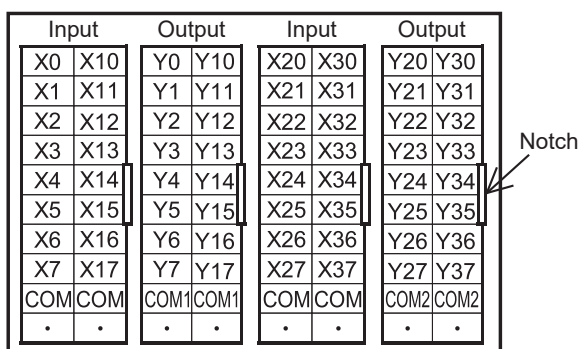 Input Output Input Output
X0 X10 Y0 Y10 X20 X30 Y20 Y30
X1 X11 Y1 Y11 X21 X31 Y21 Y31
X2 X12 Y2 Y12 X22 X32 Y22 Y32
X3 X13 Y3 Y13 X23 X33 Y23 Y33
Notch
X4 X14 Y4 Y14 X24 X34 Y24 Y34
X5 X15 Y5 Y15 X25 X35 Y25 Y35
X6 X16 Y6 Y16 X26 X36 Y26 Y36
X7 X17 Y7 Y17 X27 X37 Y27 Y37
COM COM COM1 COM1 COM COM COM2 COM2
· · · · · · · ·